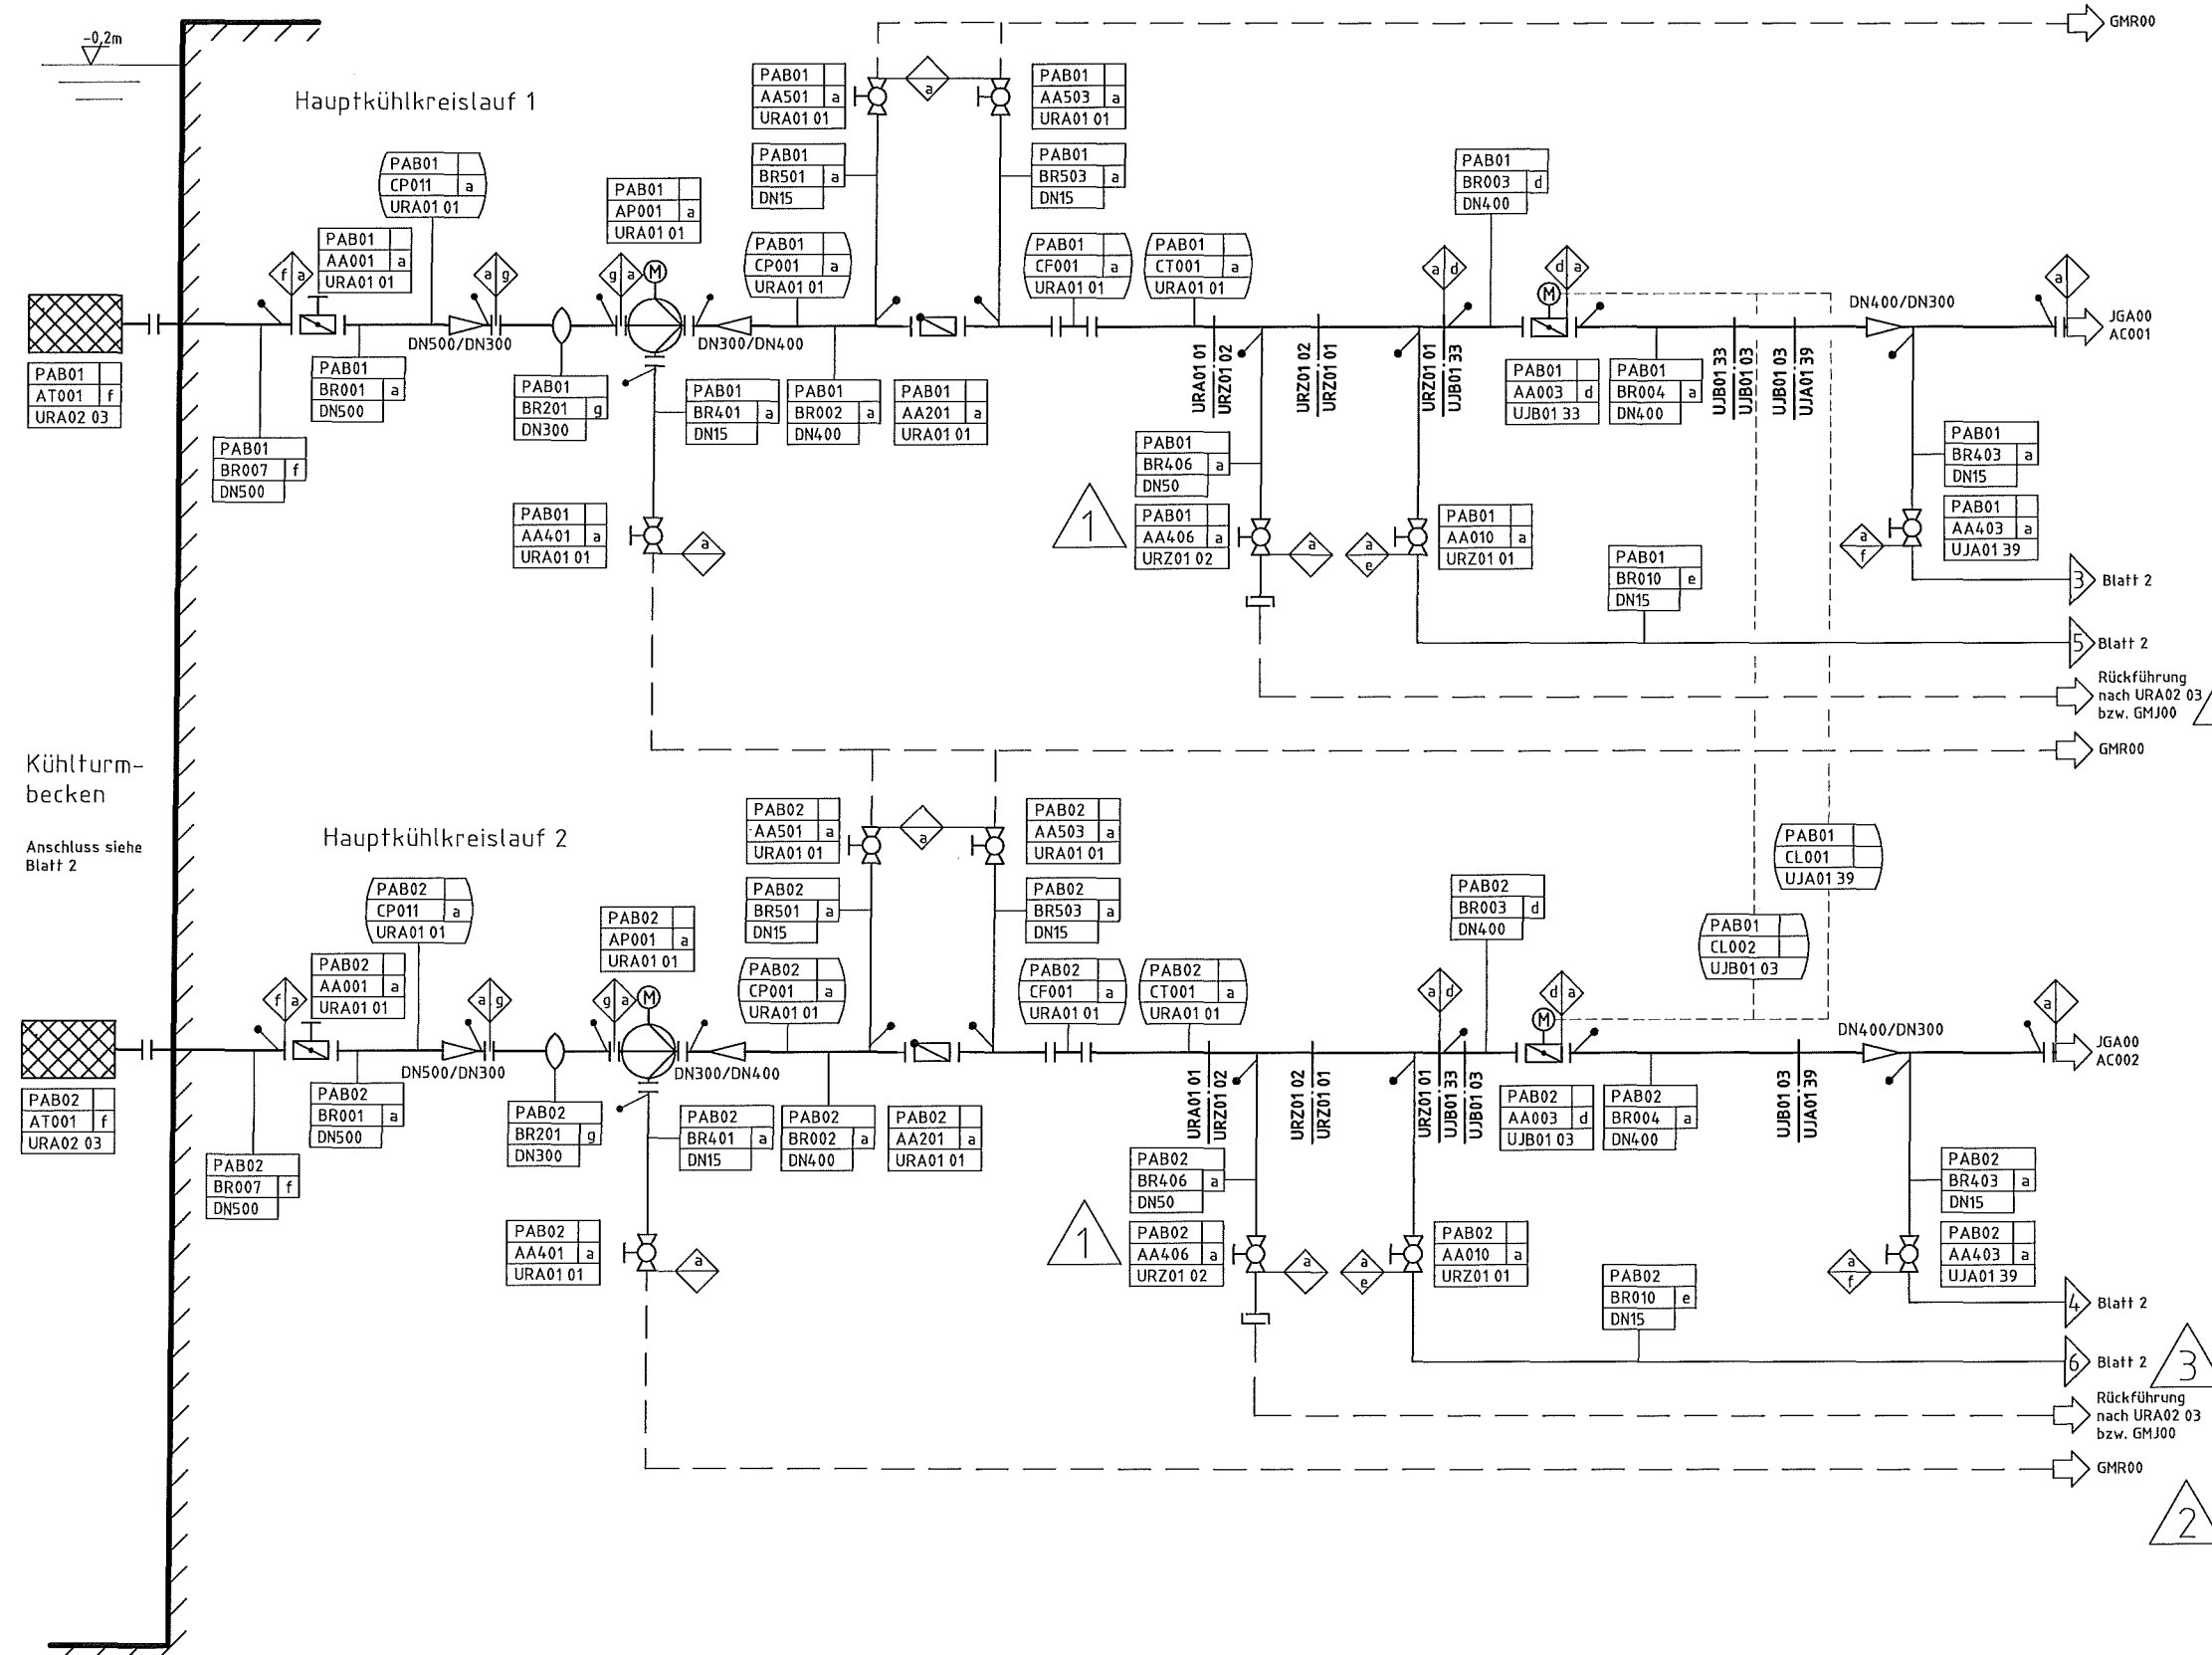 -0,2m
GMR00
Hauptkühlkreislauf 1
PAB01
AA501 a
URA01 01
a
PAB01
AA503 a
URA01 01
PAB01
BR501 a
DN15
PAB01
BR503 a
DN15
PAB01
CP011 a
URA01 01
PAB01
AP001 a
URA01 01
PAB01
BR003 d
DN400
PAB01
AA001 a
URA01 01
PAB01
CP001 a
URA01 01
PAB01
CF001 a
URA01 01
PAB01
CT001 a
URA01 01
f a
a g
g a
M
a d
d a
M
a
DN400/DN300
JGA00
AC001
DN500/DN300
DN300/DN400
PAB01
AT001 f
URA02 03
PAB01
BR001 a
DN500
PAB01
BR201 g
DN300
PAB01
BR401 a
DN15
PAB01
BR002 a
DN400
PAB01
AA201 a
URA01 01
URA01 01
URZ01 02
URZ01 02
URZ01 01
URZ01 01
UJB01 33
PAB01
AA003 d
UJB01 33
PAB01
BR004 a
DN400
UJB01 33
UJB01 03
UJB01 03
UJA01 39
PAB01
BR007 f
DN500
PAB01
BR406 a
DN50
PAB01
BR403 a
DN15
PAB01
AA401 a
URA01 01
a
1
PAB01
AA406 a
URZ01 02
a
a
e
PAB01
AA010 a
URZ01 01
a
f
PAB01
AA403 a
UJA01 39
PAB01
BR010 e
DN15
3 Blatt 2
5 Blatt 2
Rückführung
nach URA02 03
bzw. GMJ00
GMR00
Kühlturm-
becken
Anschluss siehe
Blatt 2
Hauptkühlkreislauf 2
PAB02
AA501 a
URA01 01
a
PAB02
AA503 a
URA01 01
PAB01
CL001
UJA01 39
PAB02
BR501 a
DN15
PAB02
BR503 a
DN15
PAB02
CP011 a
URA01 01
PAB02
AP001 a
URA01 01
PAB02
BR003 d
DN400
PAB01
CL002
UJB01 03
PAB02
AA001 a
URA01 01
PAB02
CP001 a
URA01 01
PAB02
CF001 a
URA01 01
PAB02
CT001 a
URA01 01
f a
a g
g a
M
a d
d a
M
a
DN400/DN300
JGA00
AC002
DN500/DN300
DN300/DN400
PAB02
AT001 f
URA02 03
PAB02
BR001 a
DN500
PAB02
BR201 g
DN300
PAB02
BR401 a
DN15
PAB02
BR002 a
DN400
PAB02
AA201 a
URA01 01
URA01 01
URZ01 02
URZ01 02
URZ01 01
URZ01 01
UJB01 33
UJB01 03
PAB02
AA003 d
UJB01 03
PAB02
BR004 a
DN400
UJB01 03
UJA01 39
PAB02
BR007 f
DN500
PAB02
BR406 a
DN50
PAB02
BR403 a
DN15
PAB02
AA401 a
URA01 01
a
1
PAB02
AA406 a
URZ01 02
a
a
e
PAB02
AA010 a
URZ01 01
a
f
PAB02
AA403 a
UJA01 39
PAB02
BR010 e
DN15
4 Blatt 2
6 Blatt 2
3
Rückführung
nach URA02 03
bzw. GMJ00
GMR00
2